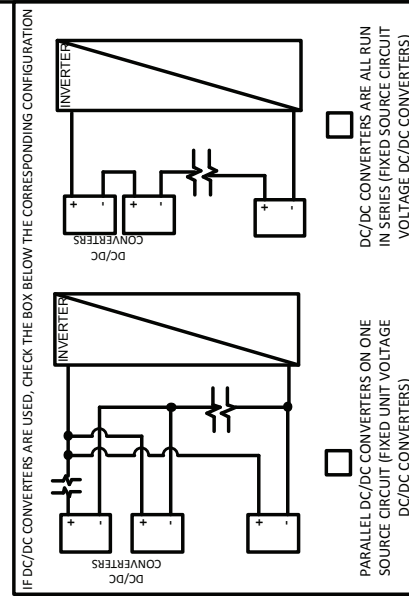 IF DC/DC CONVERTERS ARE USED, CHECK THE BOX BELOW THE CORRESPONDING CONFIGURATION
INVERTER
+
-
+
-
+
-
DC/DC
CONVERTERS
PARALLEL DC/DC CONVERTERS ON ONE
SOURCE CIRCUIT (FIXED UNIT VOLTAGE
DC/DC CONVERTERS)
INVERTER
+
-
+
-
+
-
DC/DC
CONVERTERS
DC/DC CONVERTERS ARE ALL RUN
IN SERIES (FIXED SOURCE CIRCUIT
VOLTAGE DC/DC CONVERTERS)